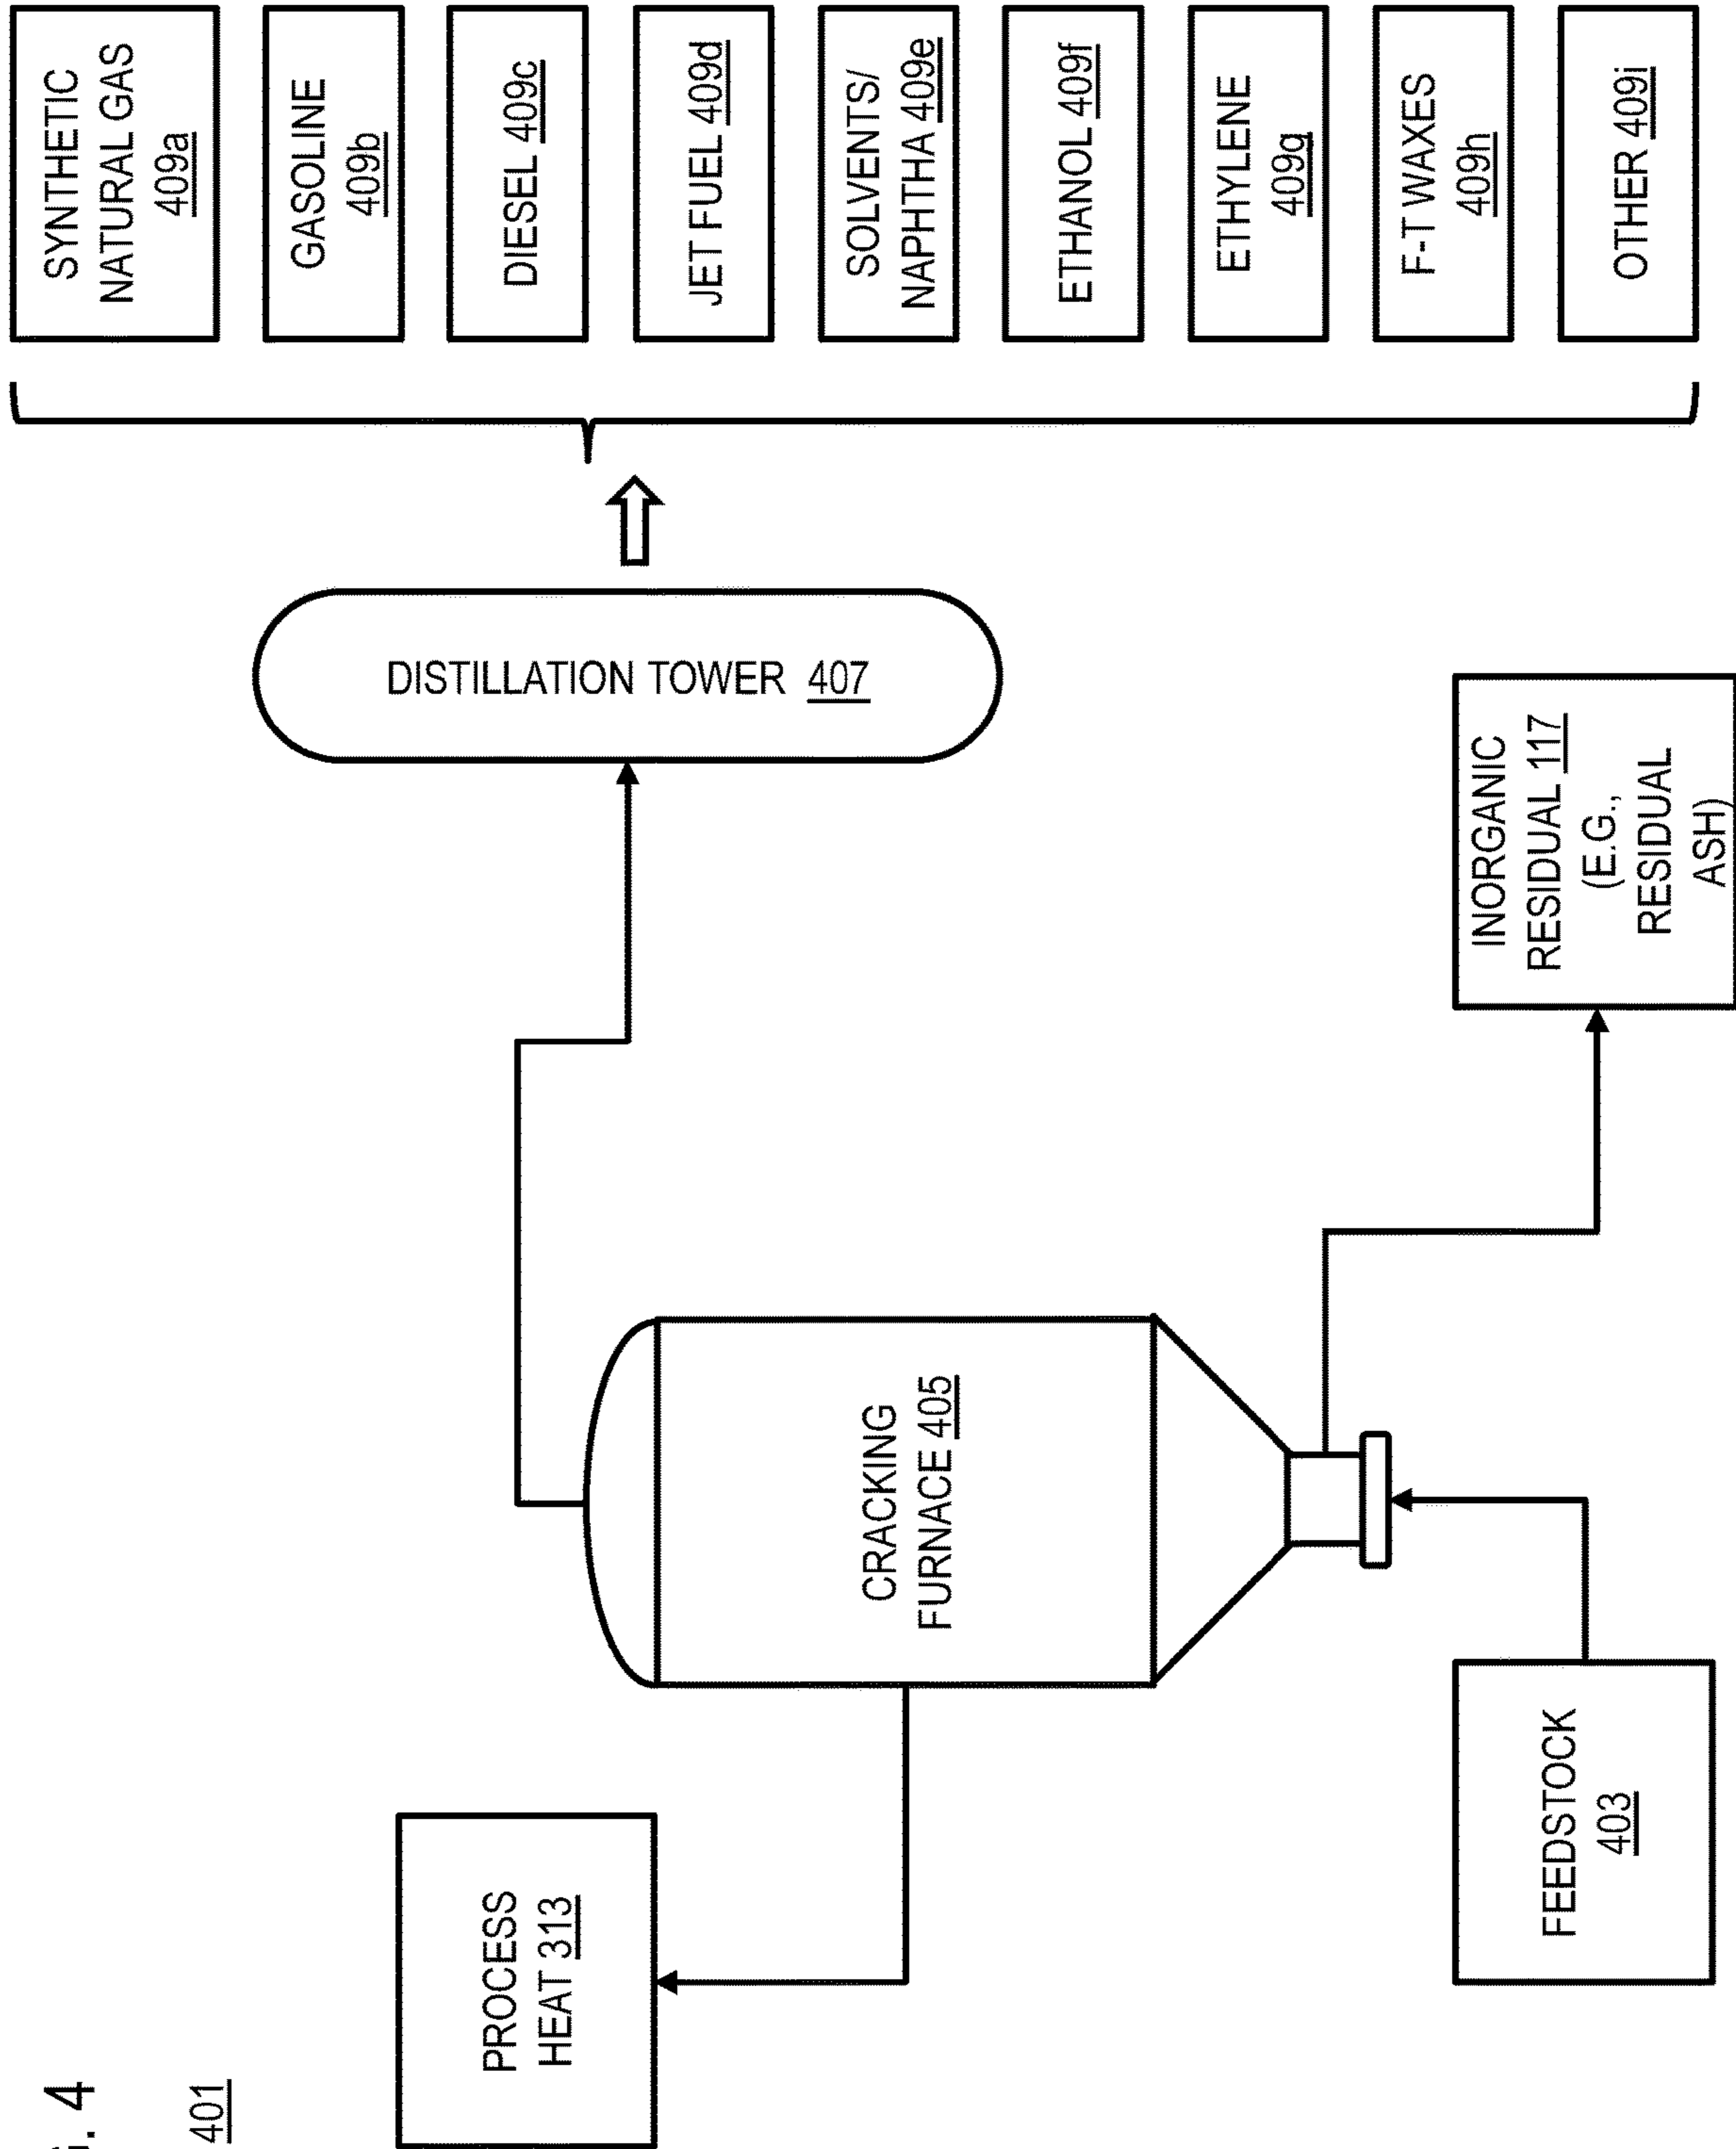 G. 4
401
PROCESS
HEAT 313
FEEDSTOCK
403
CRACKING
FURNACE 405
INORGANIC
RESIDUAL 117
(E.G.,
RESIDUAL
ASH)
DISTILLATION TOWER 407
SYNTHETIC
NATURAL GAS
409a
GASOLINE
409b
DIESEL 409c
JET FUEL 409d
SOLVENTS/
NAPHTHA 409e
ETHANOL 409f
ETHYLENE
409g
F-T WAXES
409h
OTHER 409i